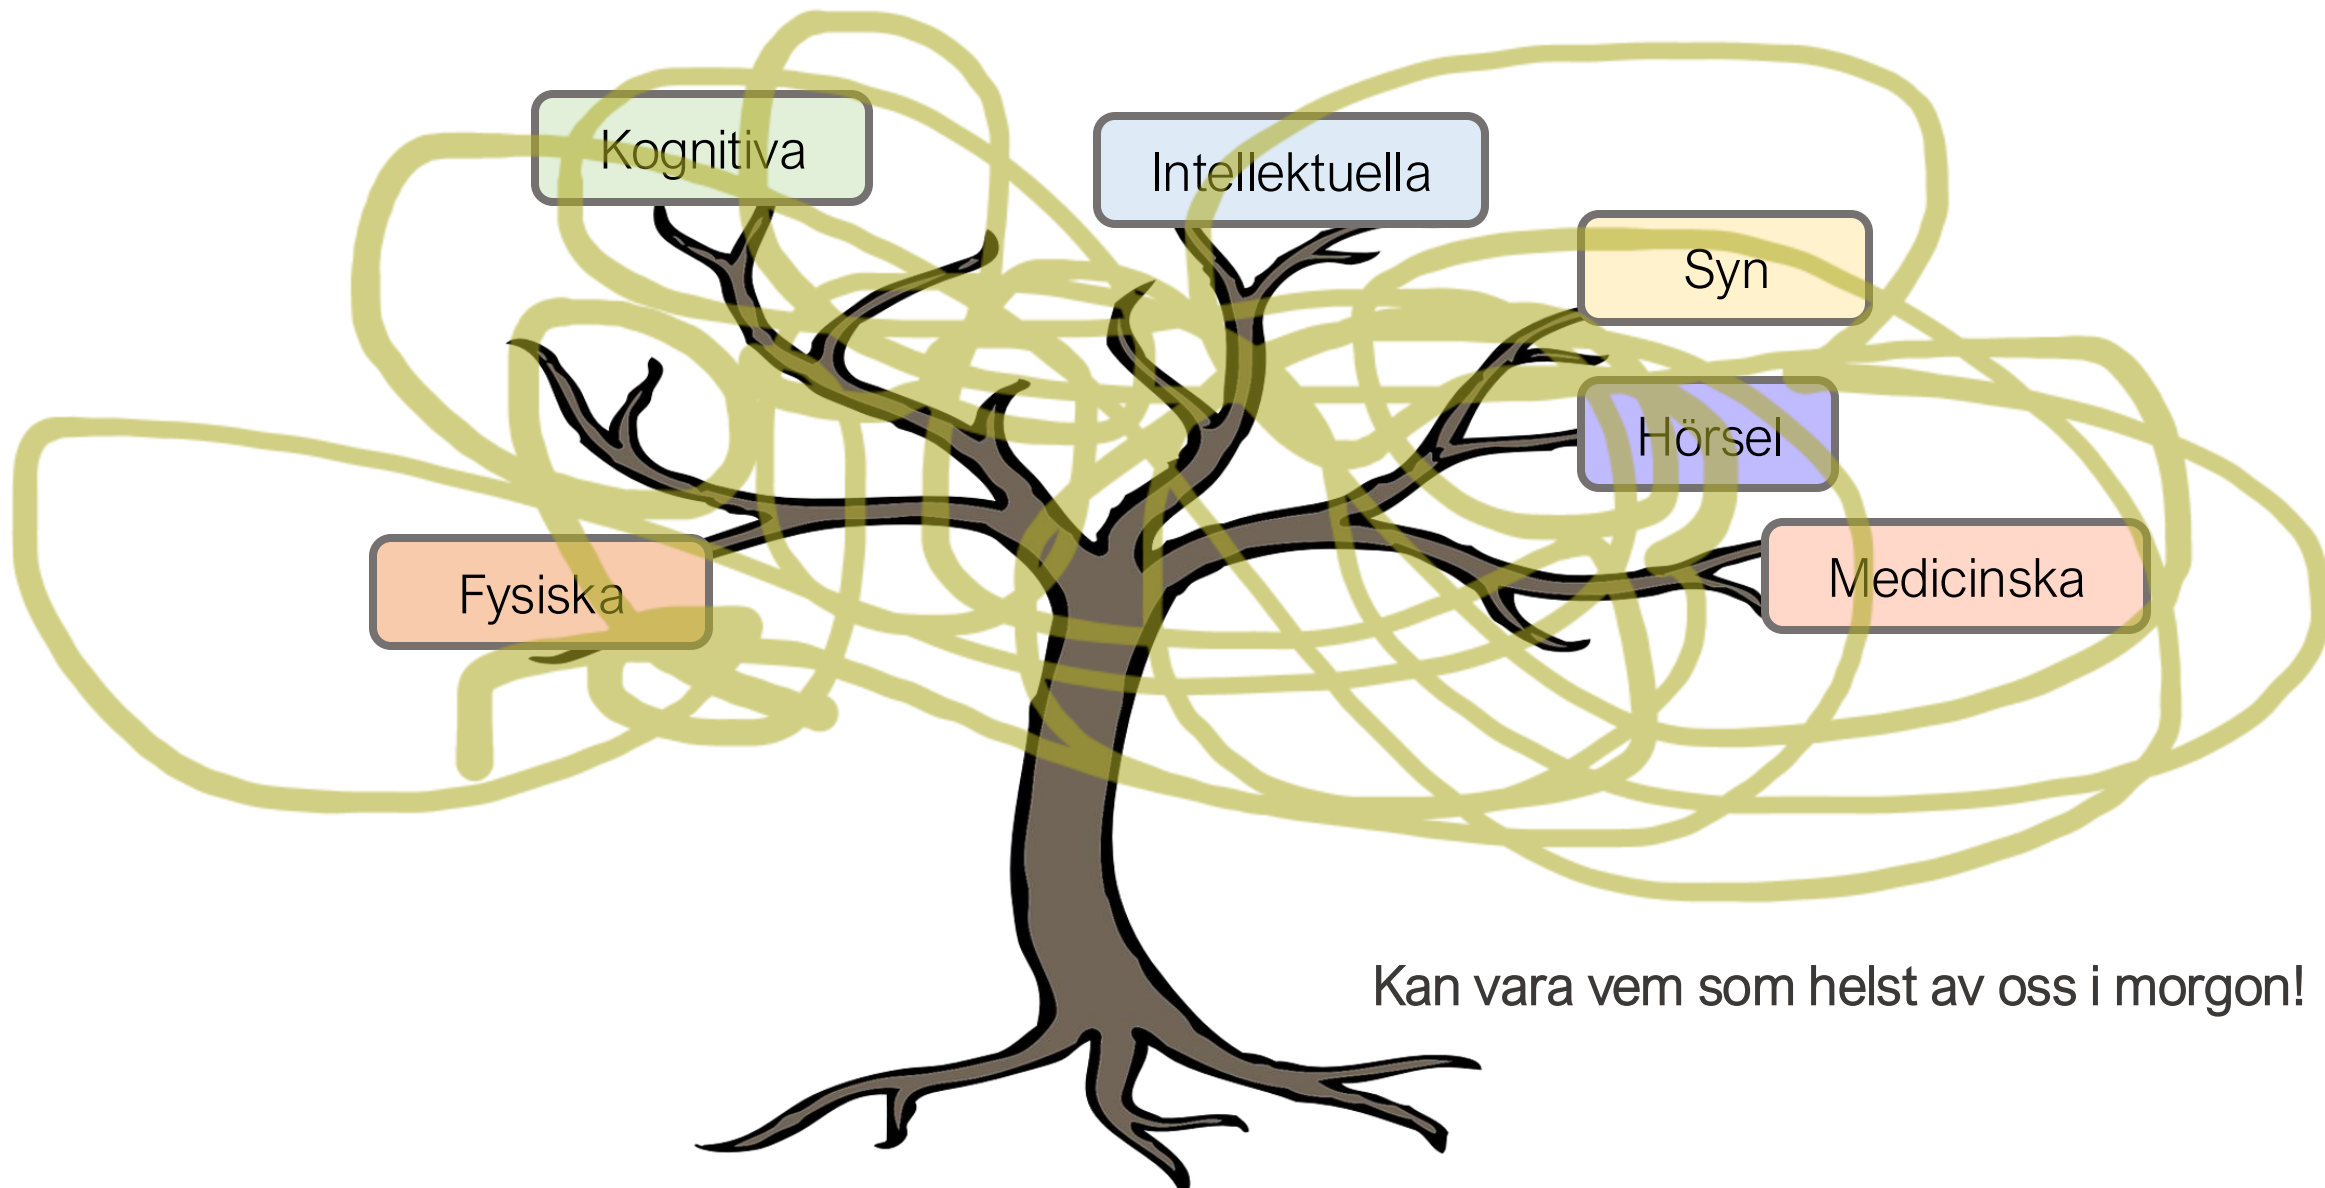 Kognitiva
Intellektuella
Syn
Hörsel
Fysiska
Medicinska
Kan vara vem som helst av oss i morgon!